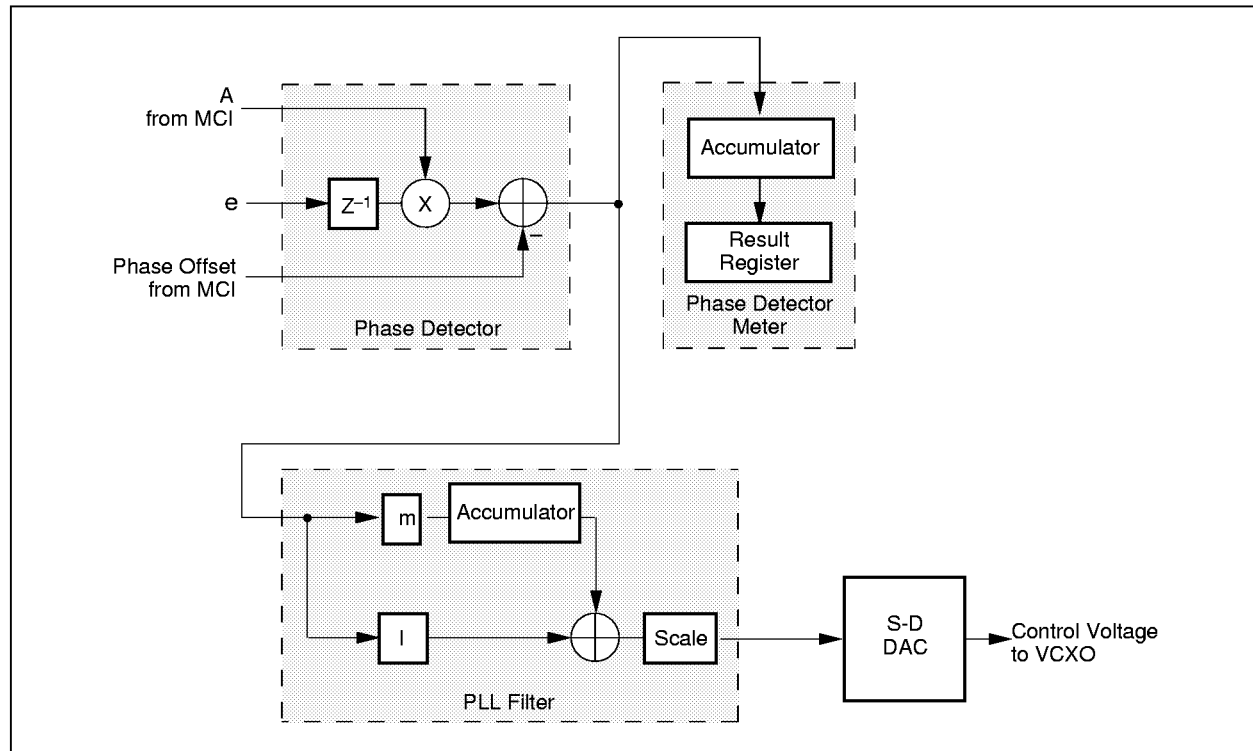 A
from MCI
Accumulator
e
Z–1
X
–
Result
Register
Phase Offset
from MCI
Phase Detector
Phase Detector
Meter
m
Accumulator
l
Scale
S-D
DAC
Control Voltage
to VCXO
PLL Filter